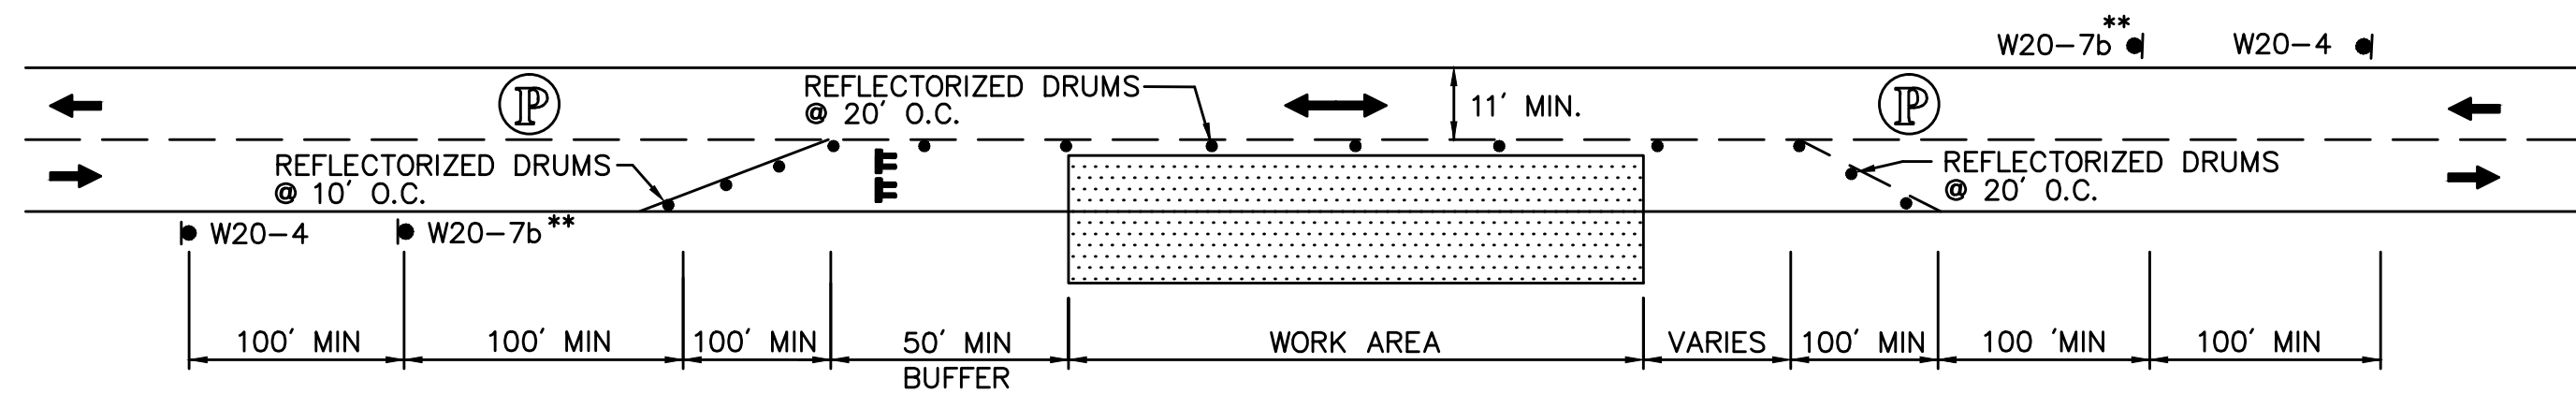 W20-7b**
W20-4
REFLECTORIZED DRUMS
@ 20' O.C.
P
11' MIN.
P
REFLECTORIZED DRUMS
@ 10' O.C.
REFLECTORIZED DRUMS
@ 20' O.C.
W20-4
W20-7b**
100' MIN
100' MIN
100' MIN
50' MIN
BUFFER
WORK AREA
VARIES
100' MIN
100 'MIN
100' MIN